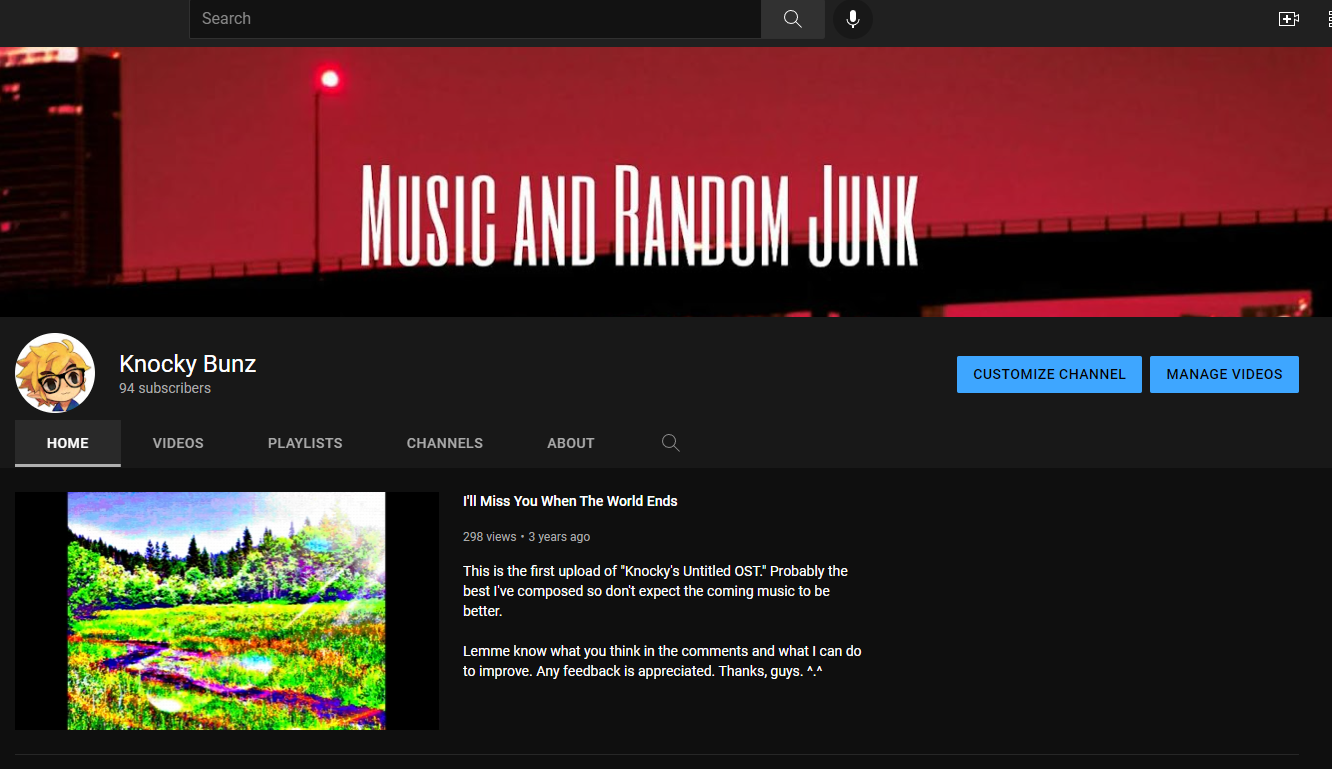 Search
Music and Random Junk
Knocky Bunz
94 subscribers
CUSTOMIZE CHANNEL
MANAGE VIDEOS
HOME
VIDEOS
PLAYLISTS
CHANNELS
ABOUT
I'll Miss You When The World Ends
298 views • 3 years ago
This is the first upload of "Knocky's Untitled OST." Probably the
best I've composed so don't expect the coming music to be
better.
Lemme know what you think in the comments and what I can do
to improve. Any feedback is appreciated. Thanks, guys. ^.^